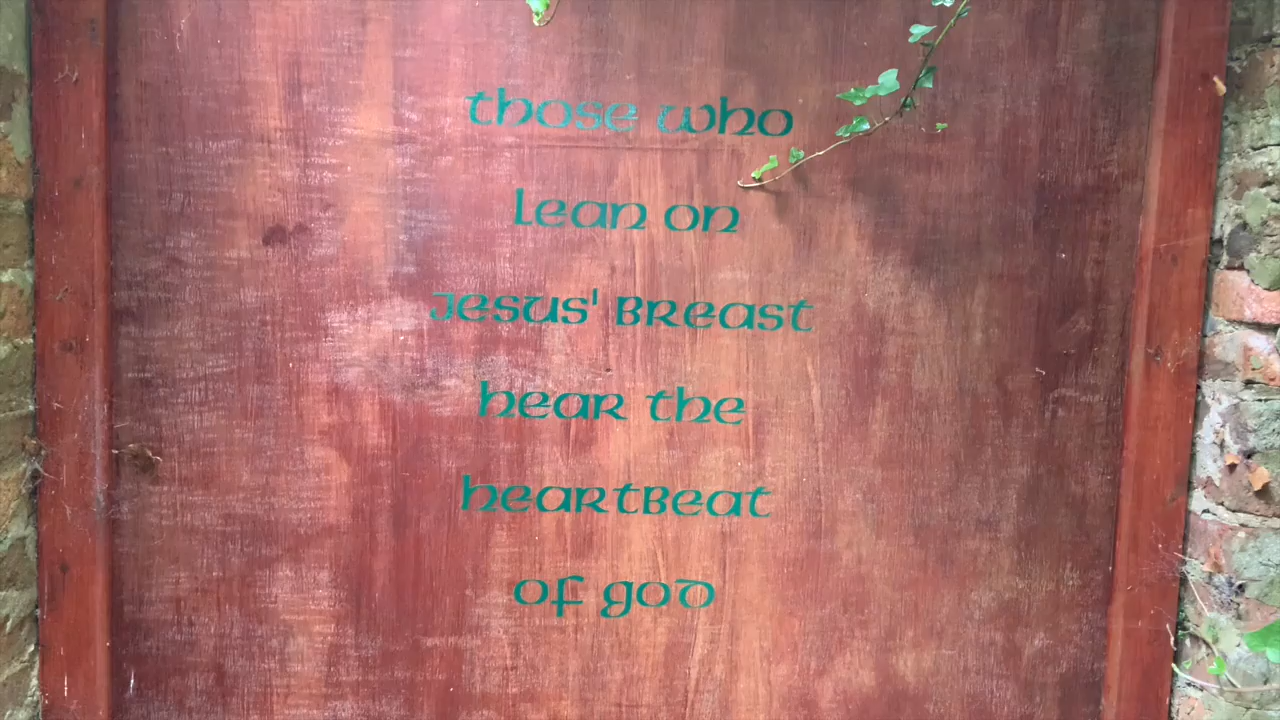 those who
lean on
Jesus' Breast
hear the
heartbeat
of god